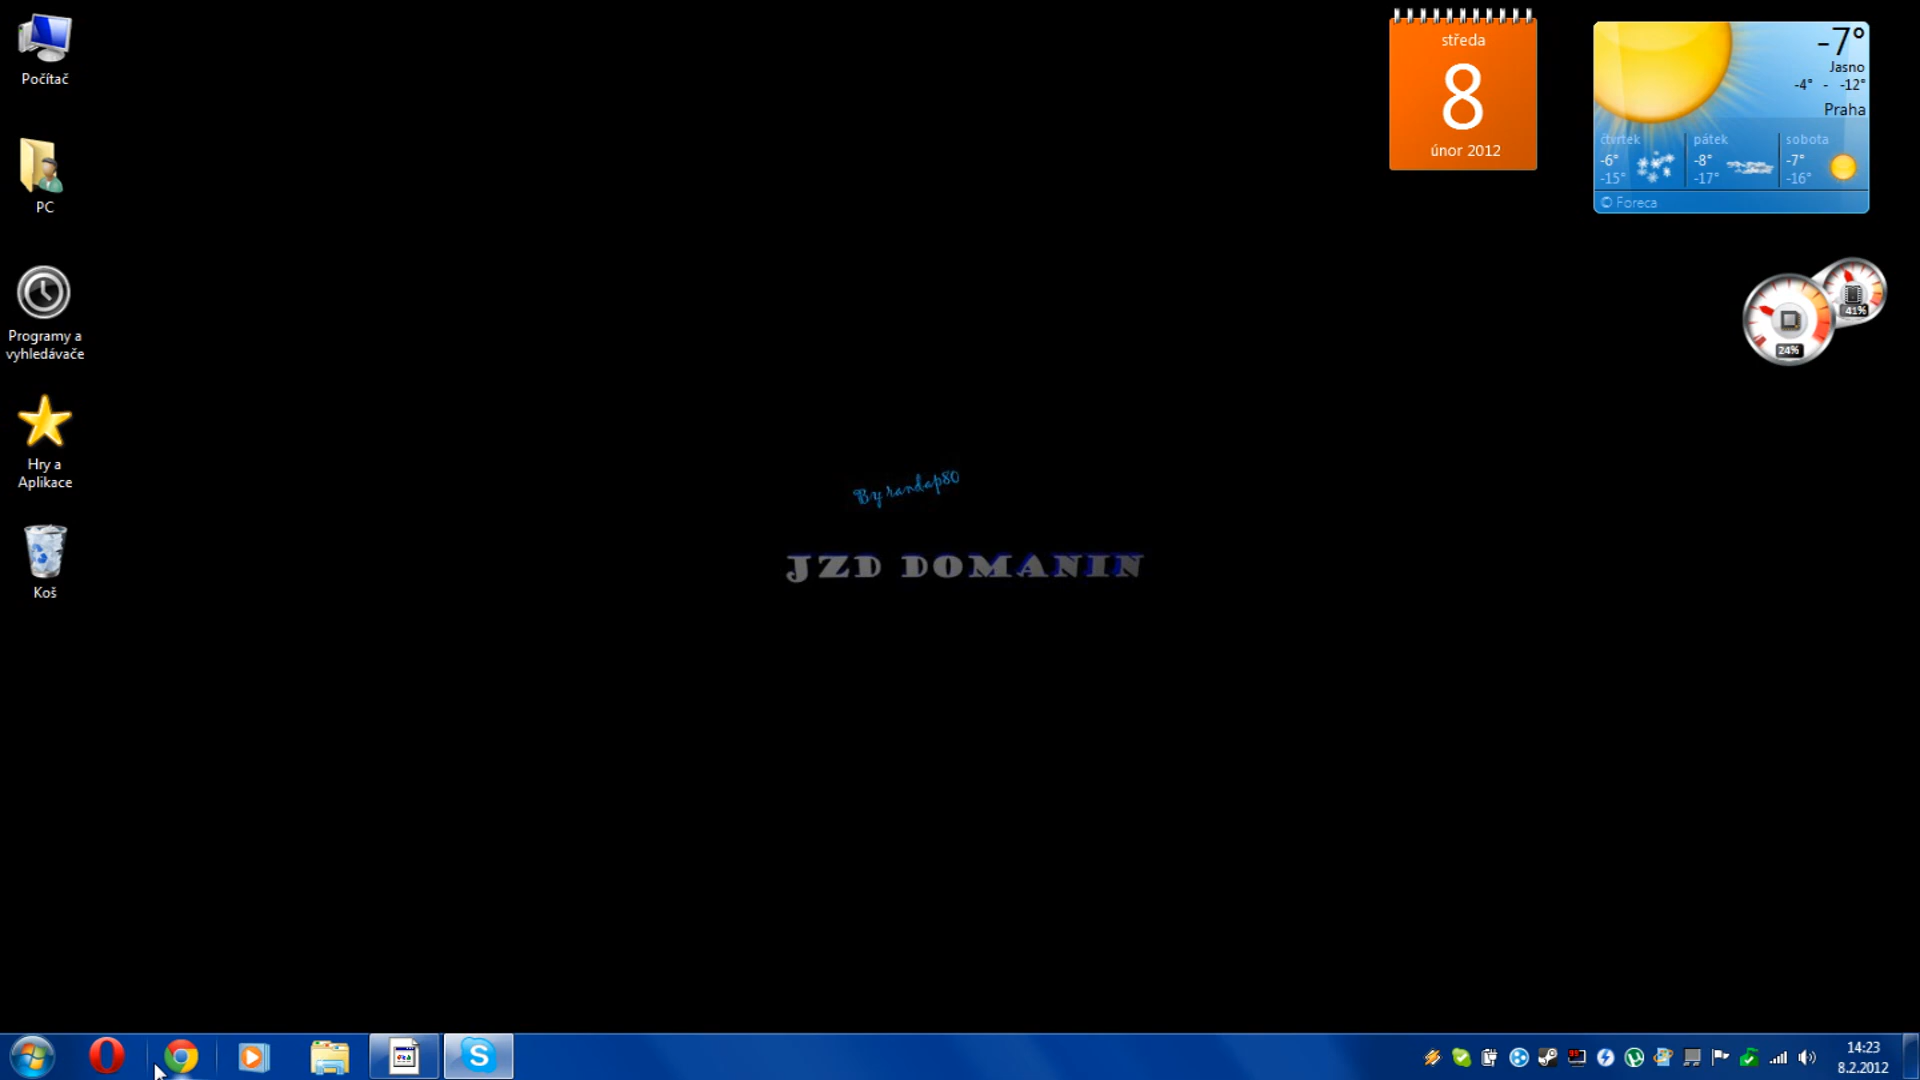 Počítač
PC
Programy a
vyhledávače
Hry a
Aplikace
Koš
středa
8
únor 2012
-7°
Jasno
-4° - -12°
Praha
čtvrtek pátek sobota
-6° -8° -7°
-15° -17° -16°
© Foreca
41%
24%
By randap80
JZD DOMANIN
14:23
8.2.2012